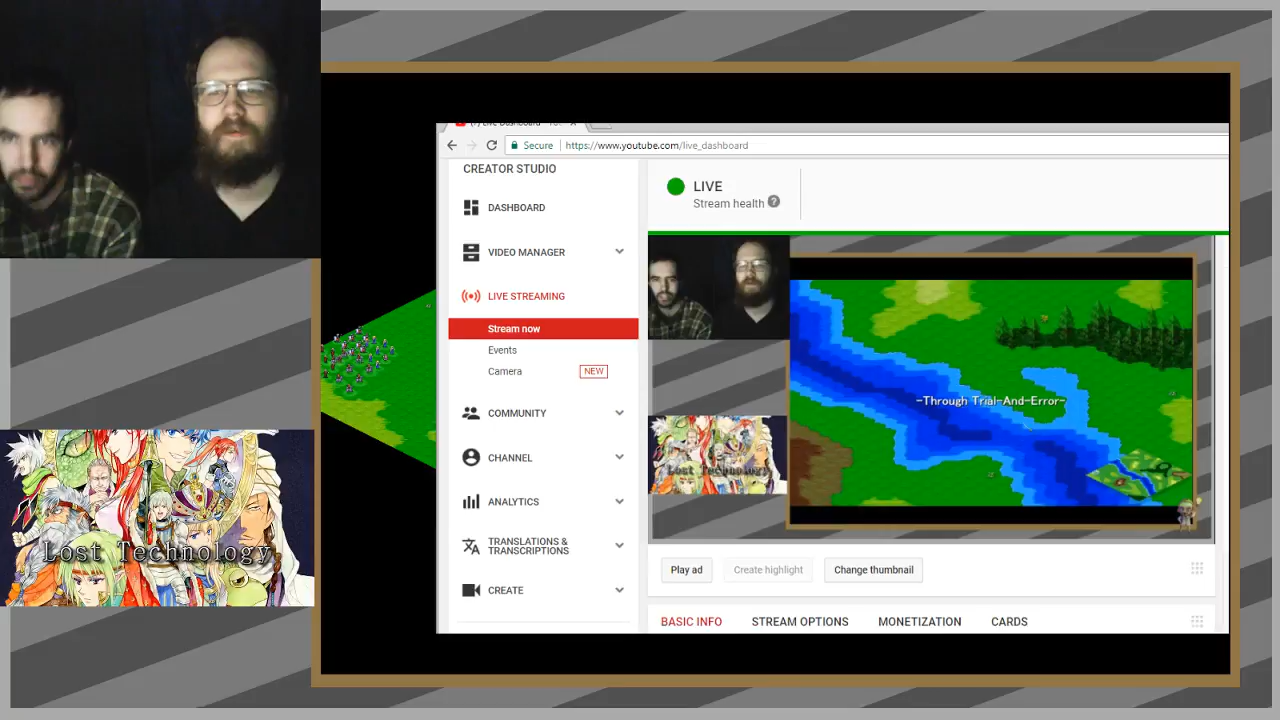 Secure
https://www.youtube.com/live_dashboard
CREATOR STUDIO
DASHBOARD
VIDEO MANAGER
LIVE STREAMING
Stream now
Events
Camera
NEW
COMMUNITY
CHANNEL
ANALYTICS
TRANSLATIONS &
TRANSCRIPTIONS
CREATE
LIVE
Stream health ?
-Through Trial-And-Error-
Lost Technology
Play ad
Create highlight
Change thumbnail
BASIC INFO
STREAM OPTIONS
MONETIZATION
CARDS
Lost Technology